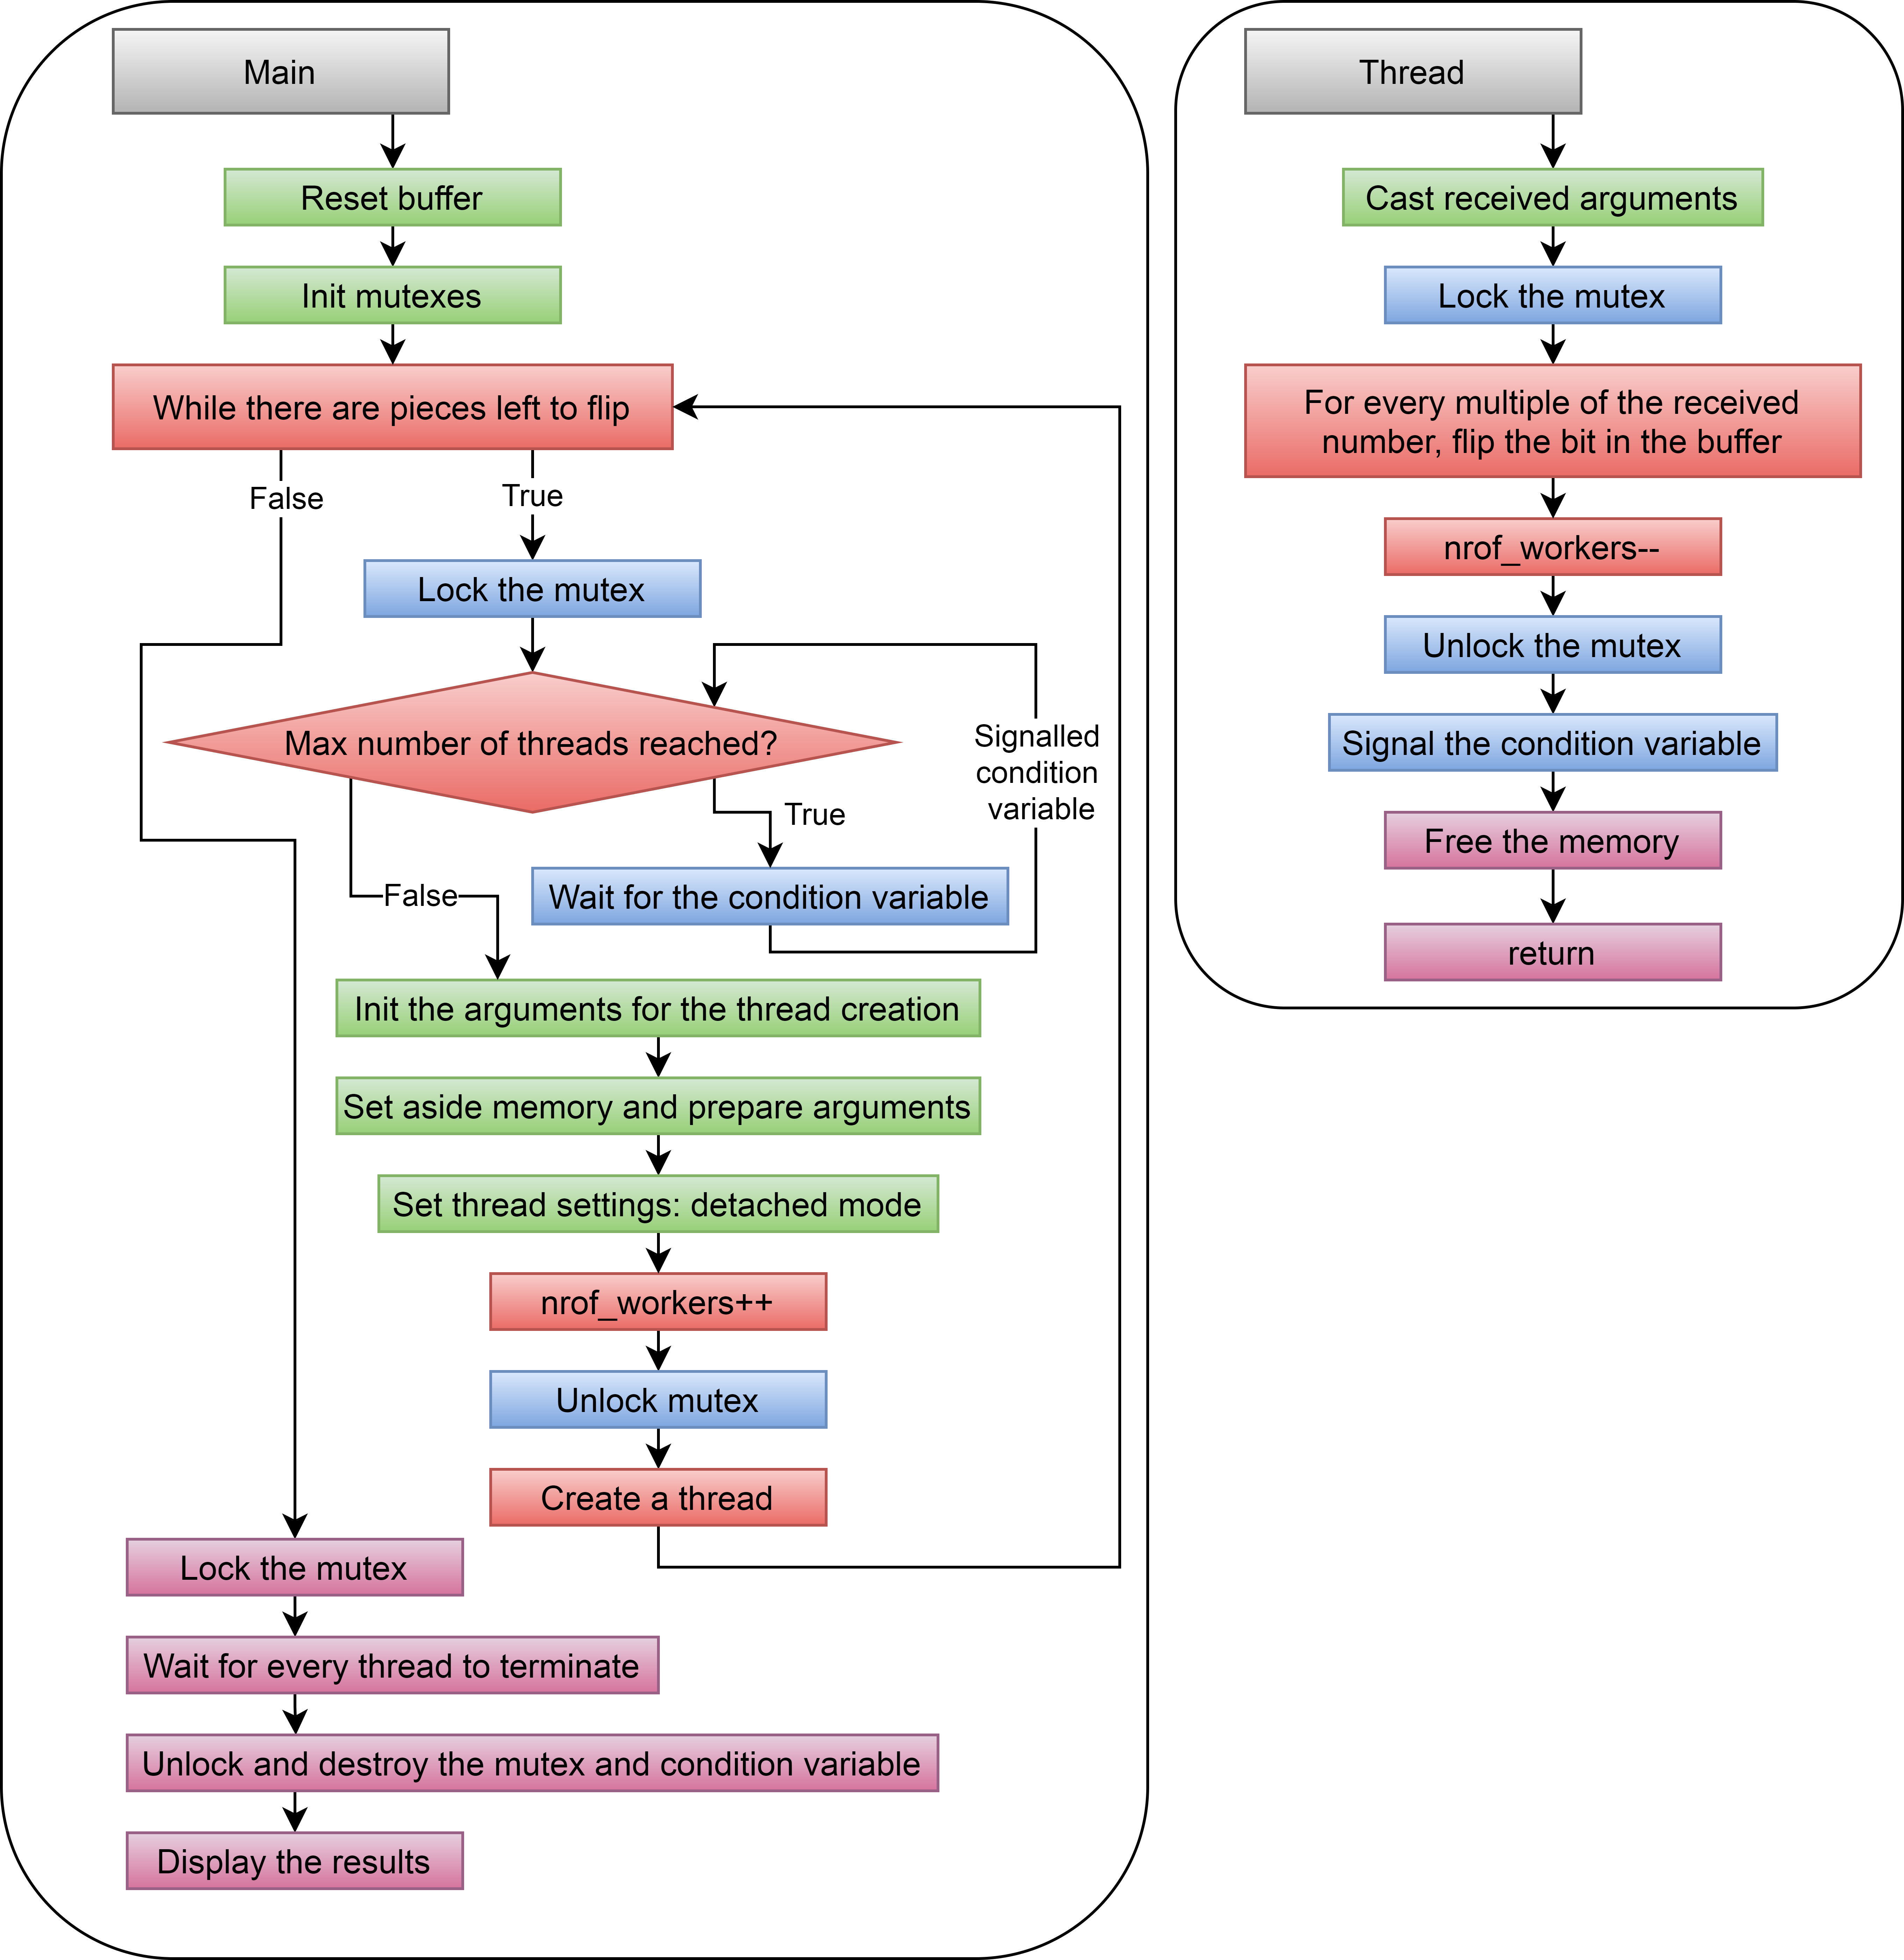 Main
Reset buffer
Init mutexes
While there are pieces left to flip
False
True
Lock the mutex
Max number of threads reached?
Signalled
condition
variable
True
False
Wait for the condition variable
Init the arguments for the thread creation
Set aside memory and prepare arguments
Set thread settings: detached mode
nrof_workers++
Unlock mutex
Create a thread
Lock the mutex
Wait for every thread to terminate
Unlock and destroy the mutex and condition variable
Display the results
Thread
Cast received arguments
Lock the mutex
For every multiple of the received
number, flip the bit in the buffer
nrof_workers--
Unlock the mutex
Signal the condition variable
Free the memory
return